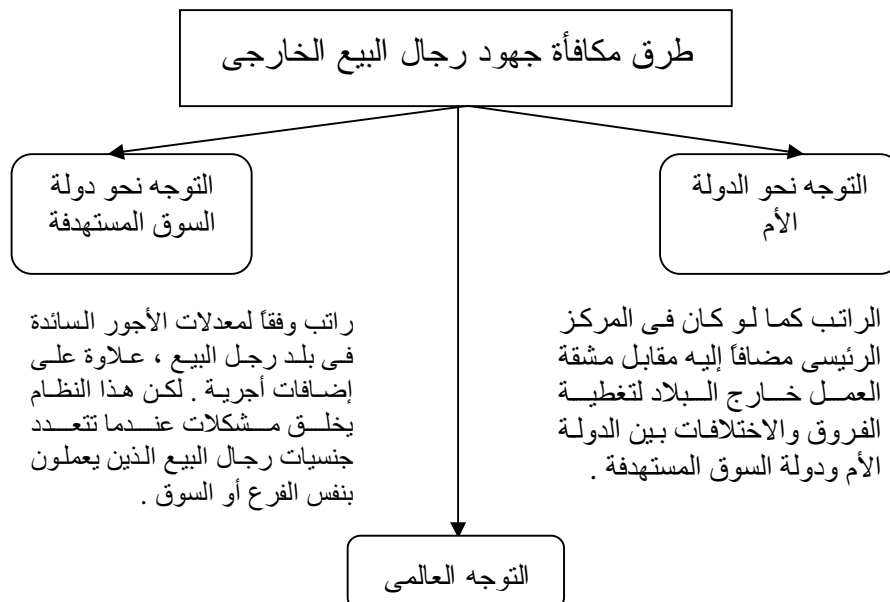 طرق مكافأة جهود رجال البيع الخارجى
التوجه نحو الدولة
الأم
الراتب كما لو كان فى المركز
الرئيسى مضافاً إليه مقابل مشقة
العمل خارج البلاد لتغطية
الفروق والاختلافات بين الدولة
الأم ودولة السوق المستهدفة .
التوجه نحو دولة
السوق المستهدفة
راتب وفقاً لمعدلات الأجور السائدة
فى بلد رجل البيع ، علاوة على
إضافات أجرية . لكن هذا النظام
يخلق مشكلات عندما تتعدد
جنسيات رجال البيع الذين يعملون
بنفس الفرع أو السوق .
التوجه العالمى